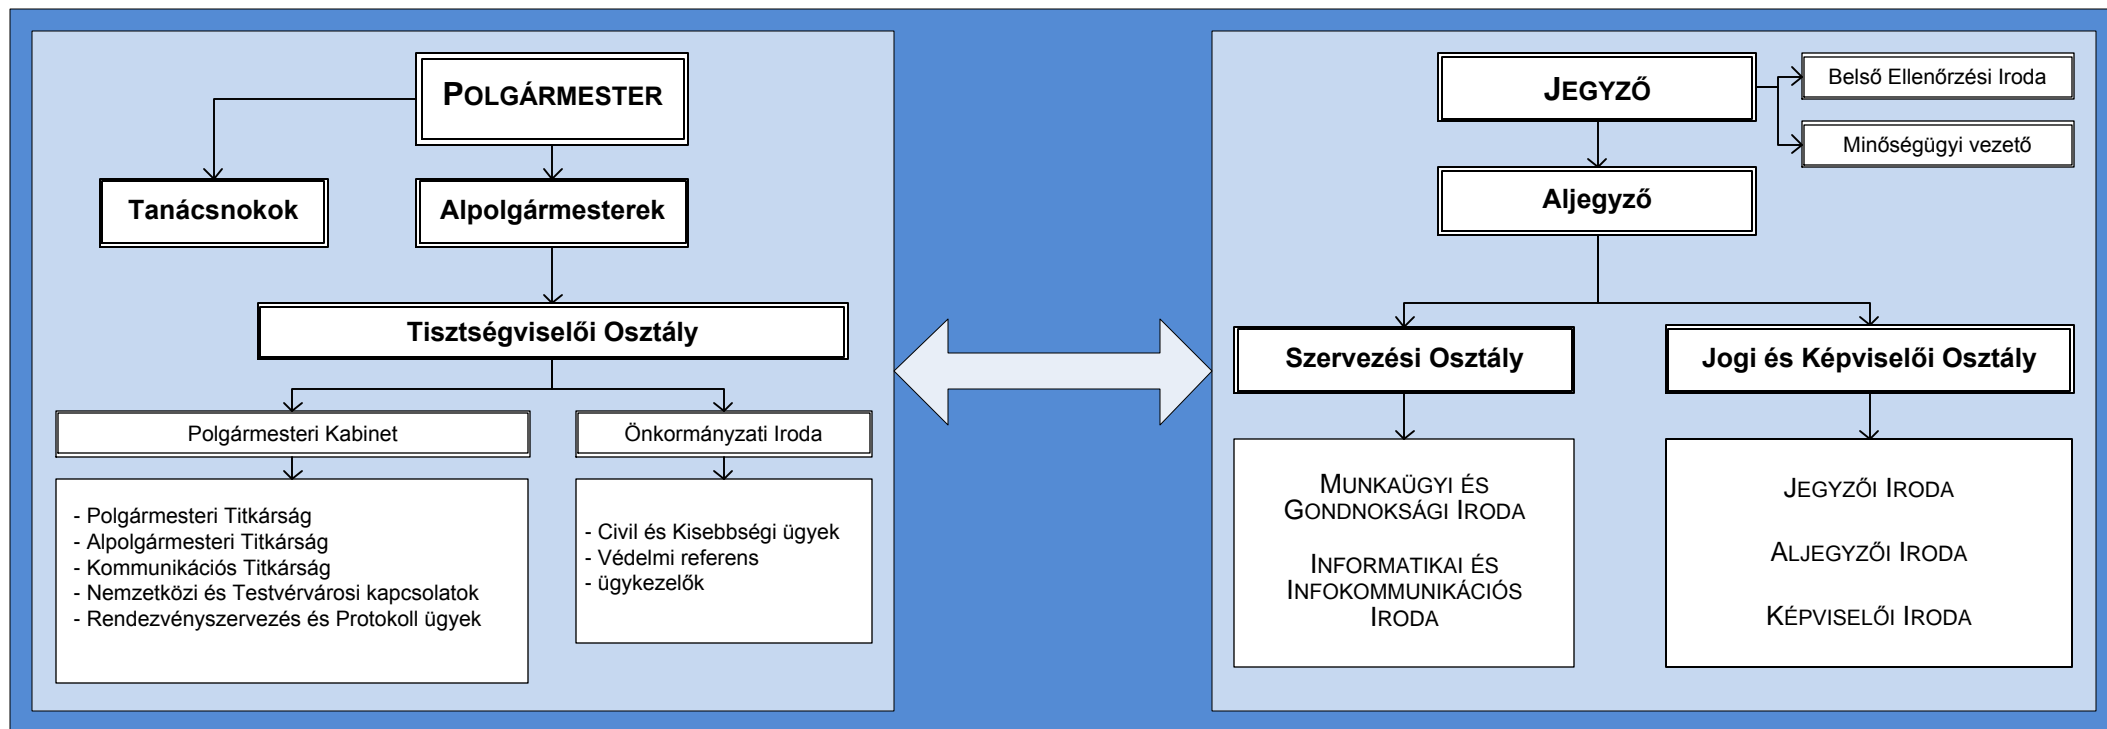 POLGÁRMESTER
Tanácsnokok
Alpolgármesterek
Tisztségviselői Osztály
Polgármesteri Kabinet
Önkormányzati Iroda
- Polgármesteri Titkárság
- Alpolgármesteri Titkárság
- Kommunikációs Titkárság
- Nemzetközi és Testvérvárosi kapcsolatok
- Rendezvényszervezés és Protokoll ügyek
- Civil és Kisebbségi ügyek
- Védelmi referens
- ügykezelők
JEGYZŐ
Belső Ellenőrzési Iroda
Minőségügyi vezető
Aljegyző
Szervezési Osztály
Jogi és Képviselői Osztály
MUNKAÜGYI ÉS
GONDNOKSÁGI IRODA
INFORMATIKAI ÉS
INFOKOMMUNIKÁCIÓS
IRODA
JEGYZŐI IRODA
ALJEGYZŐI IRODA
KÉPVISELŐI IRODA